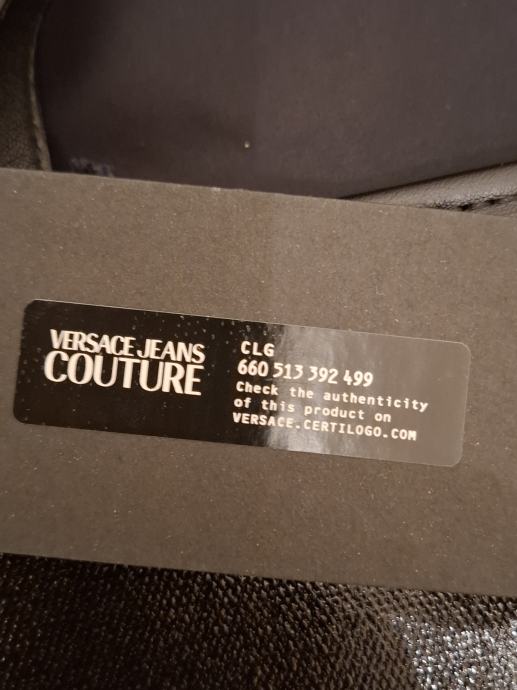 VERSACE JEANS
COUTURE
CLG
660 513 392 499
Check the authenticity
of this product on
VERSACE.CERTILOGO.COM